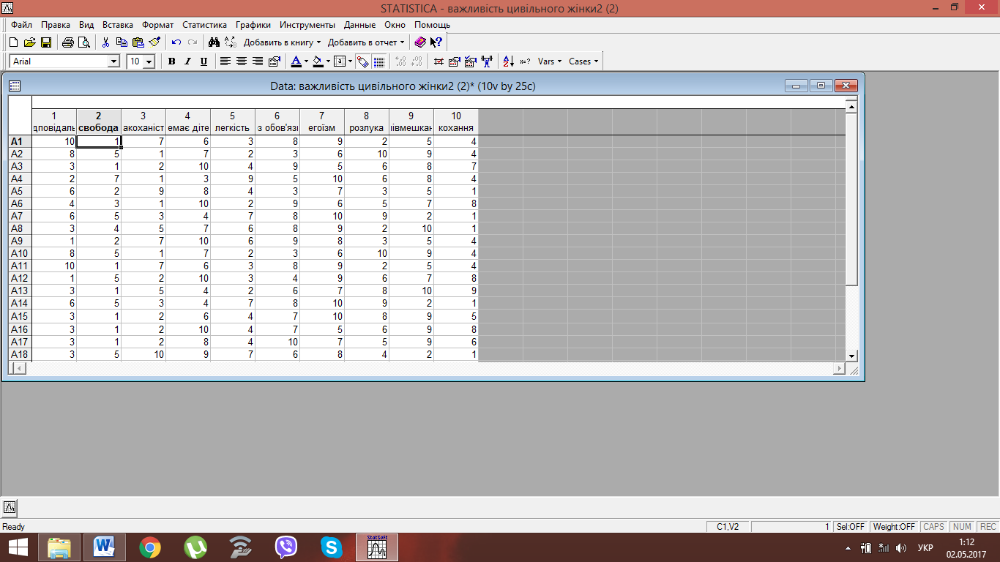 STATISTICA - важливість цивільного жінки2 (2)
Файл Правка Вид Вставка Формат Статистика Графики Инструменты Данные Окно Помощь
Добавить в книгу Добавить в отчет
Arial 10 B I U Vars Cases
Data: важливість цивільного жінки2 (2)* (10v by 25c)
1 2 3 4 5 6 7 8 9 10
дповідаль свобода акоханіст емає діте легкість з обов'язі егоїзм розлука півмешкан кохання
A1 10 1 7 6 3 8 9 2 5 4
A2 8 5 1 7 2 3 6 10 9 4
A3 3 1 2 10 4 9 5 6 8 7
A4 2 7 1 3 9 5 10 6 8 4
A5 6 2 9 8 4 3 7 3 5 1
A6 4 3 1 10 2 9 6 5 7 8
A7 6 5 3 4 7 8 10 9 2 1
A8 3 4 5 7 6 8 9 2 10 1
A9 1 2 7 10 6 9 8 3 5 4
A10 8 5 1 7 2 3 6 10 9 4
A11 10 1 7 6 3 8 9 2 5 4
A12 1 5 2 10 3 4 9 6 7 8
A13 3 1 5 4 2 6 7 8 10 9
A14 6 5 3 4 7 8 10 9 2 1
A15 3 1 2 6 4 7 10 8 9 5
A16 3 1 2 10 4 7 5 6 9 8
A17 3 1 2 8 4 10 7 5 9 6
A18 3 5 10 9 7 6 8 4 2 1
Ready C1,V2 1 Sel:OFF Weight:OFF CAPS NUM REC
StatSoft
УКР 1:12
02.05.2017